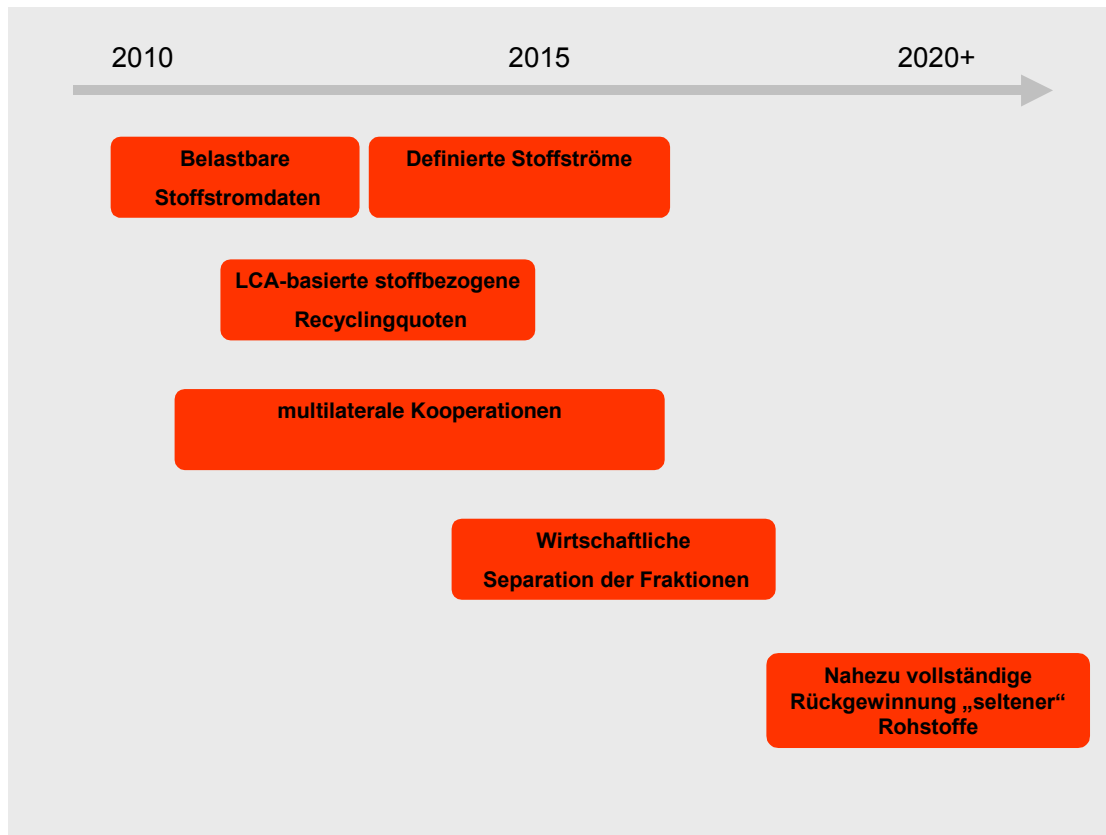 2010 2015 2020+
Belastbare
Stoffstromdaten
Definierte Stoffströme
LCA-basierte stoffbezogene
Recyclingquoten
multilaterale Kooperationen
Wirtschaftliche
Separation der Fraktionen
Nahezu vollständige
Rückgewinnung „seltener“
Rohstoffe